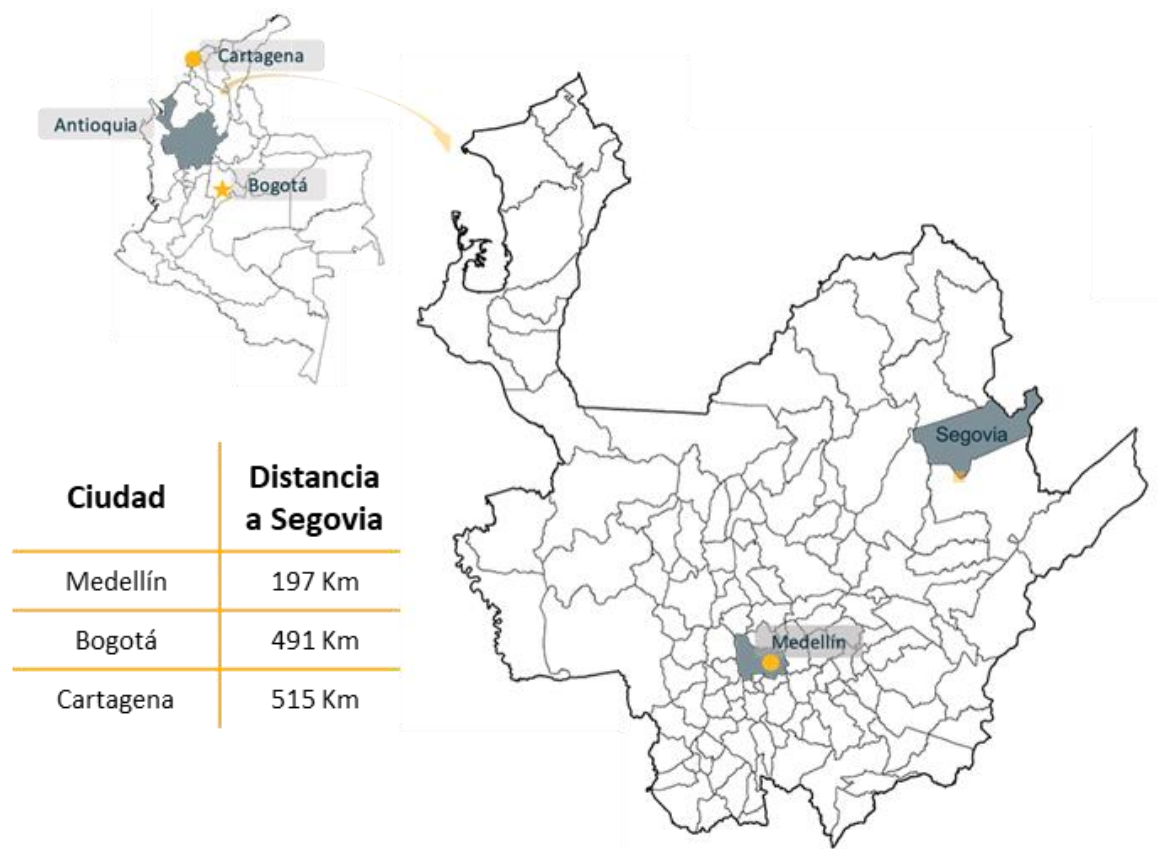 Cartagena
Antioquia
Bogotá
Segovia
Medellín
Ciudad
Distancia
a Segovia
Medellín
197 Km
Bogotá
491 Km
Cartagena
515 Km